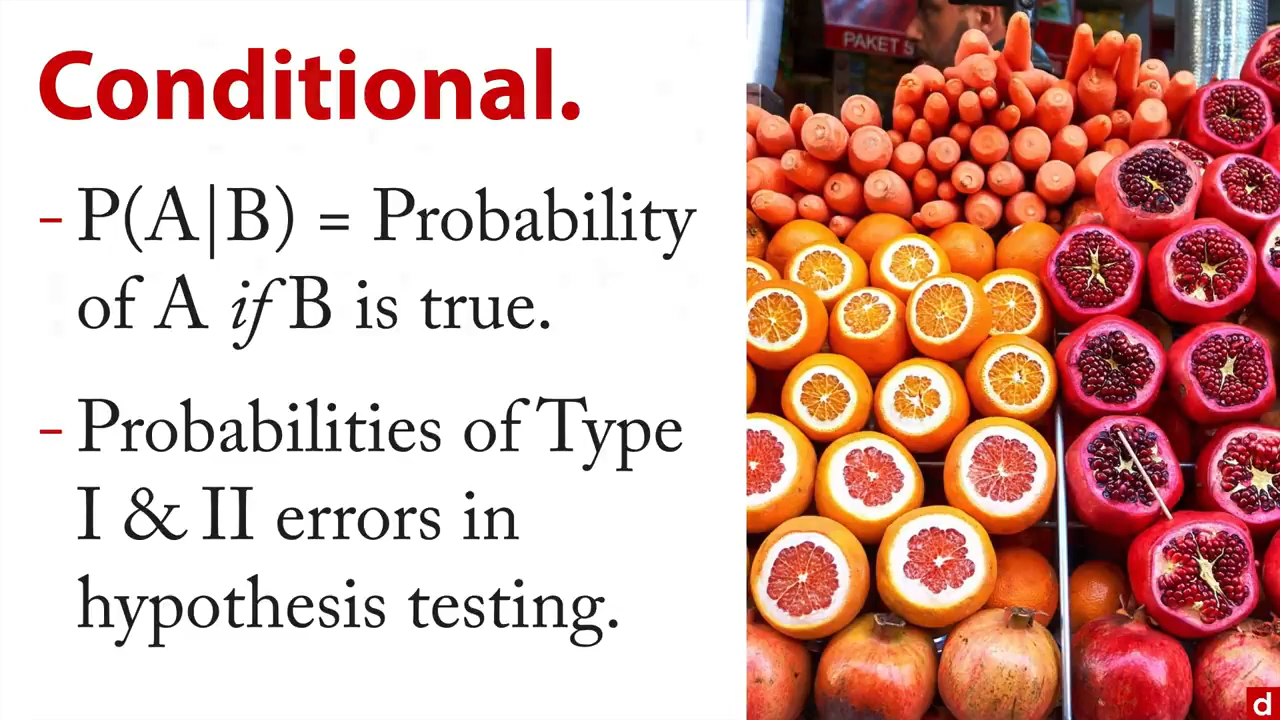 Conditional.
- P(A|B) = Probability
of A if B is true.
- Probabilities of Type
I & II errors in
hypothesis testing.
PAKET S
d